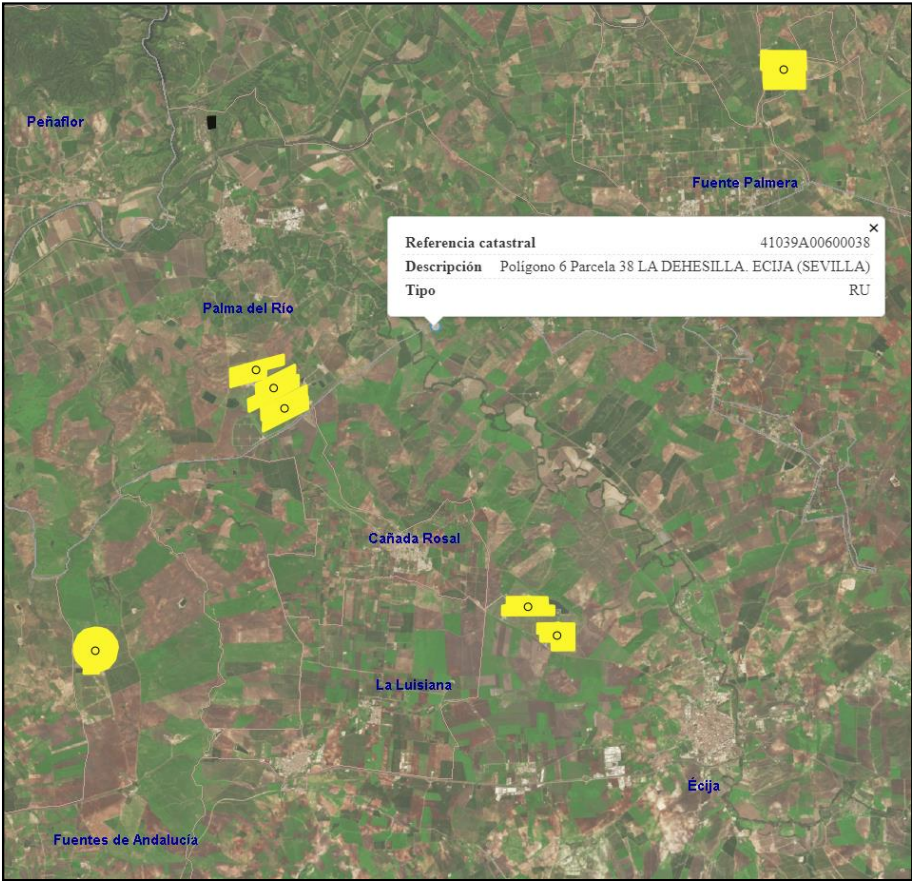 Peñaflor
Fuente Palmera
×
Referencia catastral 41039A00600038
Descripción Polígono 6 Parcela 38 LA DEHESILLA. ECIJA (SEVILLA)
Tipo RU
Palma del Río
Cañada Rosal
La Luisiana
Écija
Fuentes de Andalucía